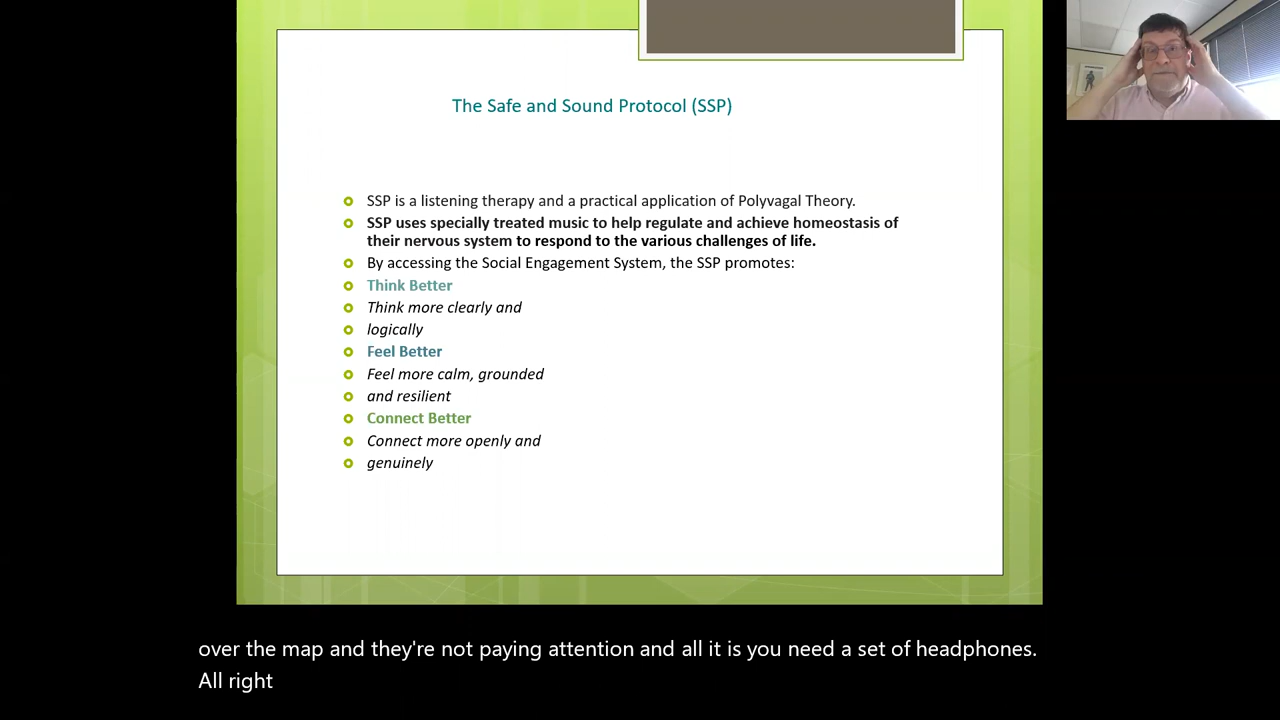 The Safe and Sound Protocol (SSP)
SSP is a listening therapy and a practical application of Polyvagal Theory.
SSP uses specially treated music to help regulate and achieve homeostasis of
their nervous system to respond to the various challenges of life.
By accessing the Social Engagement System, the SSP promotes:
Think Better
Think more clearly and
logically
Feel Better
Feel more calm, grounded
and resilient
Connect Better
Connect more openly and
genuinely
over the map and they're not paying attention and all it is you need a set of headphones.
All right